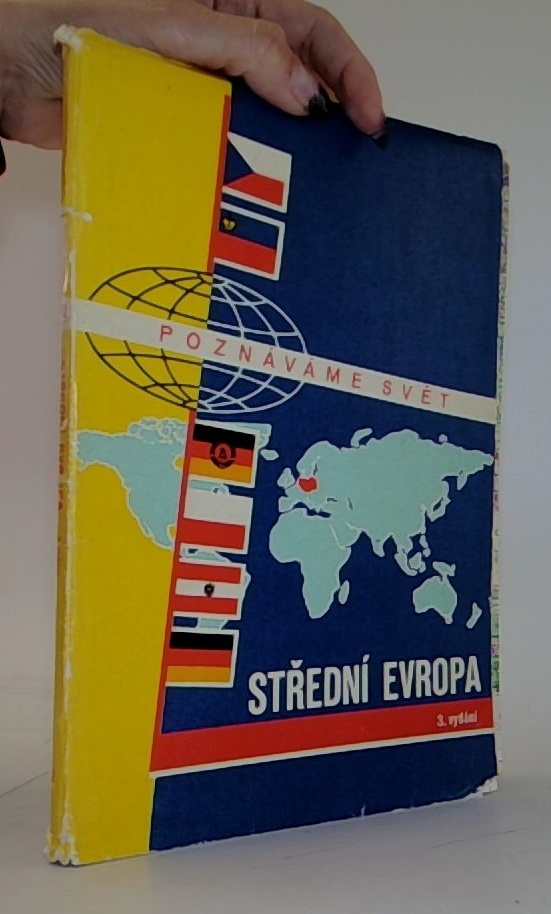 POZNÁVÁME SVĚT
STŘEDNÍ EVROPA
3. vydání